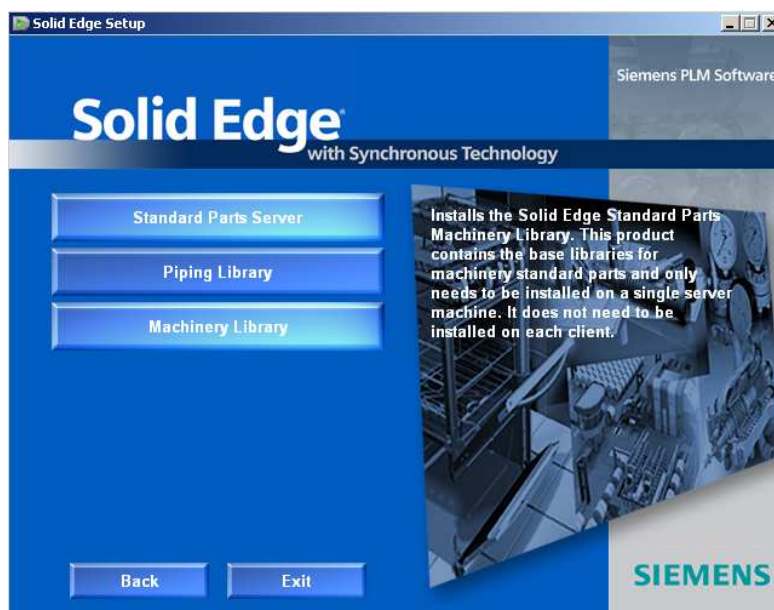 Solid Edge Setup
Siemens PLM Software
Solid Edge
with Synchronous Technology
Standard Parts Server
Piping Library
Machinery Library
Installs the Solid Edge Standard Parts
Machinery Library. This product
contains the base libraries for
machinery standard parts and only
needs to be installed on a single server
machine. It does not need to be
installed on each client.
Back
Exit
SIEMENS